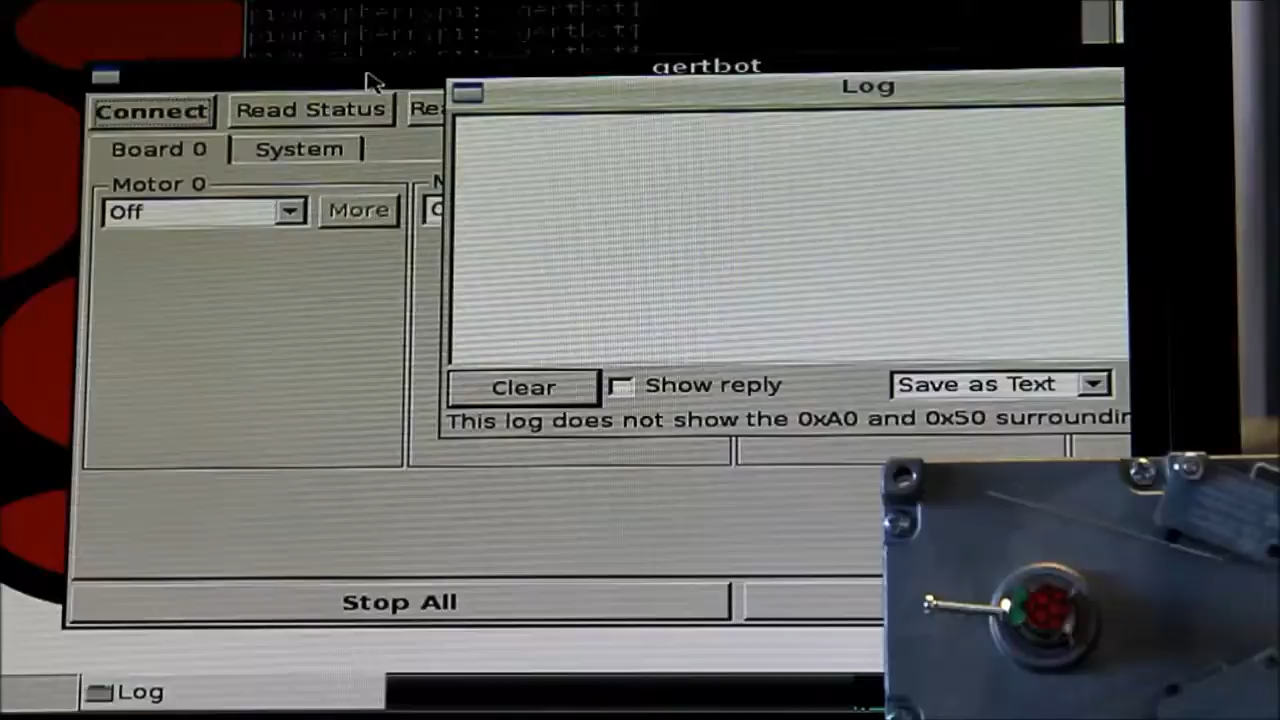 gertbot
Log
Connect
Read Status
Board 0
System
Motor 0
Off
More
Clear
Show reply
Save as Text
This log does not show the 0xA0 and 0x50
Stop All
Log